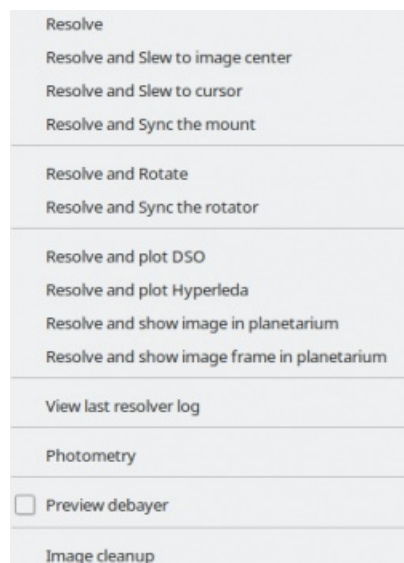 Resolve
Resolve and Slew to image center
Resolve and Slew to cursor
Resolve and Sync the mount
Resolve and Rotate
Resolve and Sync the rotator
Resolve and plot DSO
Resolve and plot Hyperleda
Resolve and show image in planetarium
Resolve and show image frame in planetarium
View last resolver log
Photometry
Preview debayer
Image cleanup